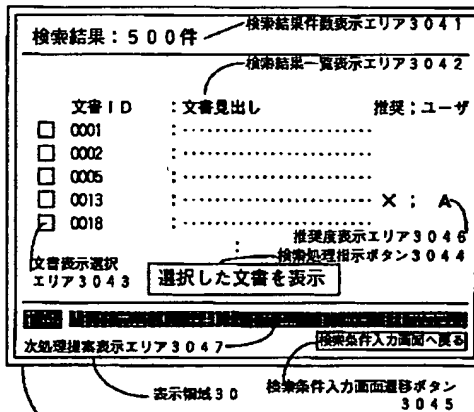 検索結果：５００件
検索結果件数表示エリア３０４１
検索結果一覧表示エリア３０４２
文書ＩＤ ：文書見出し 推奨；ユーザ
0001 ：
0002 ：
0005 ：
0013 ： ×； A
0018 ：
推奨度表示エリア３０４６
検索処理指示ボタン３０４４
文書表示選択
エリア３０４３
選択した文書を表示
次処理提案表示エリア３０４７
検索条件入力画面へ戻る
表示領域３０
検索条件入力画面遷移ボタン
３０４５